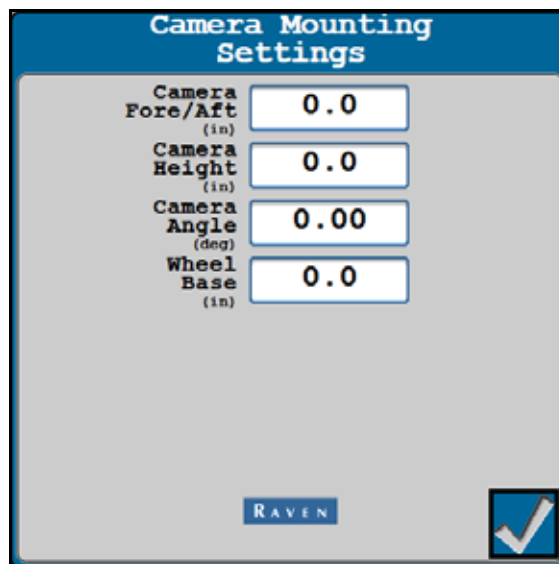 Camera Mounting
Settings
Camera
Fore/Aft
(in)
0.0
Camera
Height
(in)
0.0
Camera
Angle
(deg)
0.00
Wheel
Base
(in)
0.0
RAVEN